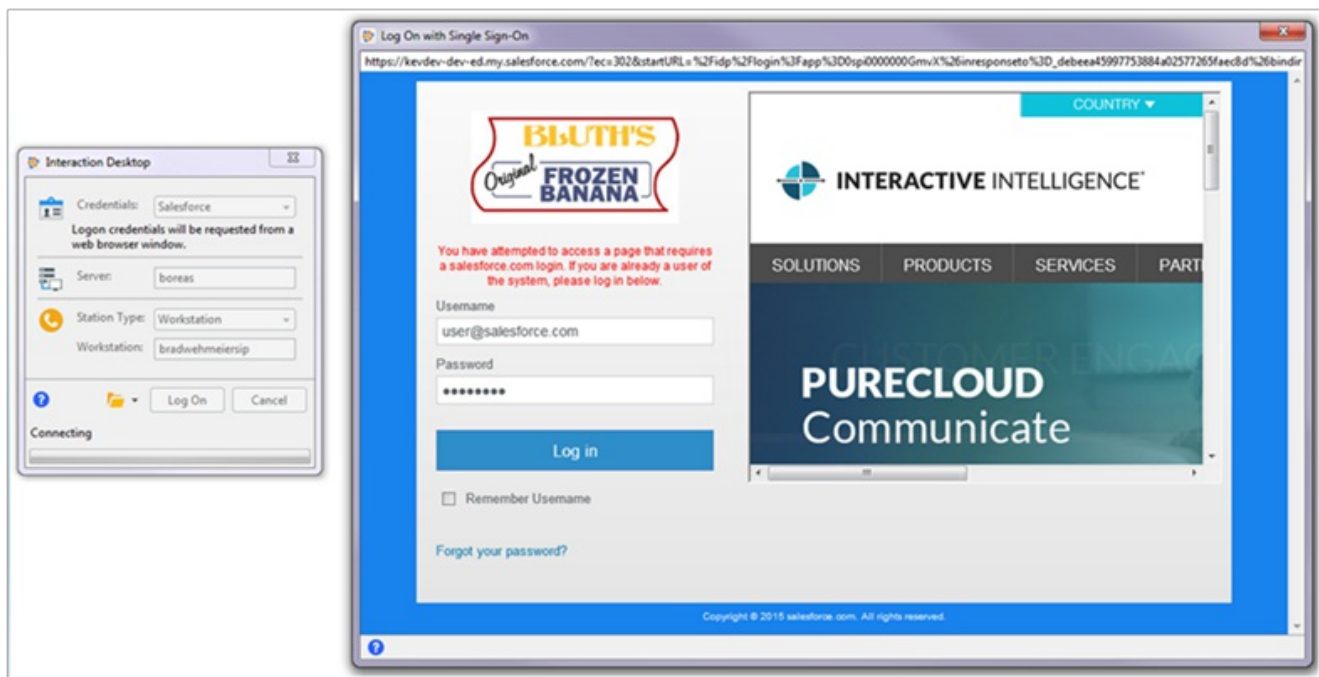 Interaction Desktop
Credentials:
Salesforce
Logon credentials will be requested from a
web browser window.
Server:
boreas
Station Type:
Workstation
Workstation:
bradwehmeiersip
Log On
Cancel
Connecting
Log On with Single Sign-On
https://kevdev-dev-ed.my.salesforce.com/?ec=302&startURL=%2Fidp%2Flogin%3Fapp%3D0spi0000000GmvX%26inresponseto%3D_debeea45997753884a02577265faec8d%26bindir
BLUTH'S
Original FROZEN
BANANA
You have attempted to access a page that requires
a salesforce.com login. If you are already a user of
the system, please log in below.
Username
user@salesforce.com
Password
Log in
Remember Username
Forgot your password?
COUNTRY
INTERACTIVE INTELLIGENCE
SOLUTIONS PRODUCTS SERVICES PARTI
CUSTOMER ENGAG
PURECLOUD
Communicate
Copyright © 2015 salesforce.com. All rights reserved.